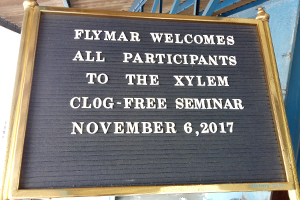 FLYMAR WELCOMES
ALL PARTICIPANTS
TO THE XYLEM
CLOG-FREE SEMINAR
NOVEMBER 6,2017